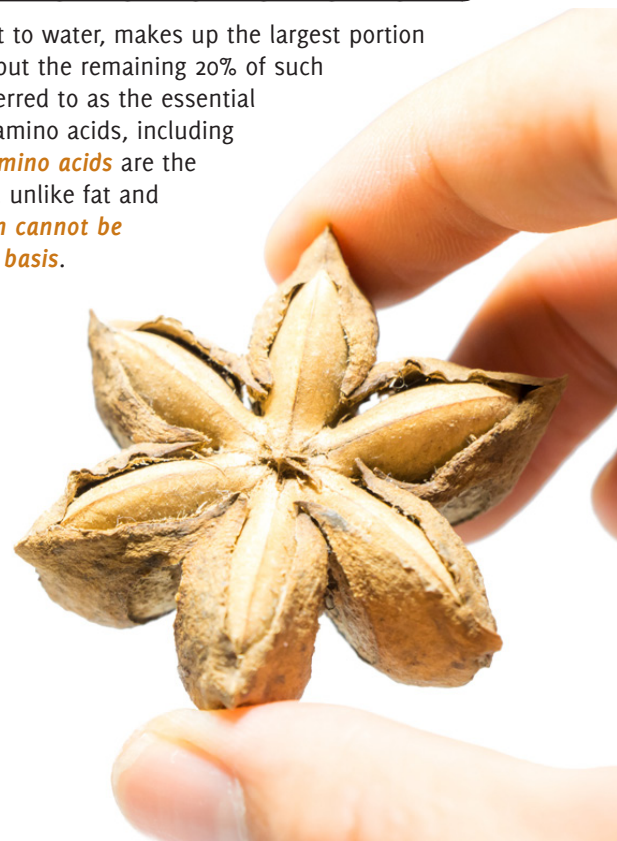 t to water, makes up the largest portion
out the remaining 20% of such
erred to as the essential
amino acids, including
mino acids are the
unlike fat and
n cannot be
basis.